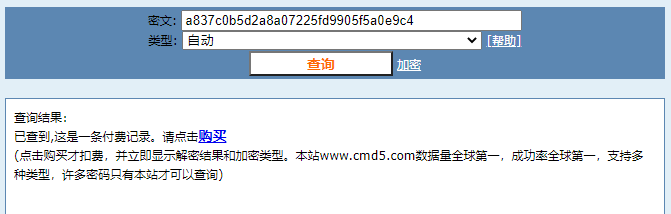 密文: a837c0b5d2a8a07225fd9905f5a0e9c4
类型: 自动 [帮助]
查询 加密
查询结果:
已查到,这是一条付费记录。请点击购买
(点击购买才扣费，并立即显示解密结果和加密类型。本站www.cmd5.com数据量全球第一，成功率全球第一，支持多
种类型，许多密码只有本站才可以查询)